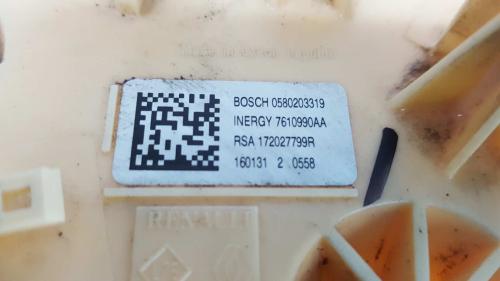 BOSCH 0580203319
INERGY 7610990AA
RSA 172027799R
160131 2 0558
RENAULT